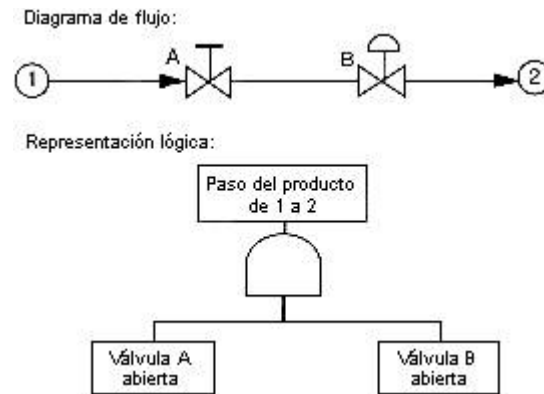 Diagrama de flujo:
A
B
1
2
Representación lógica:
Paso del producto
de 1 a 2
Válvula A
abierta
Válvula B
abierta